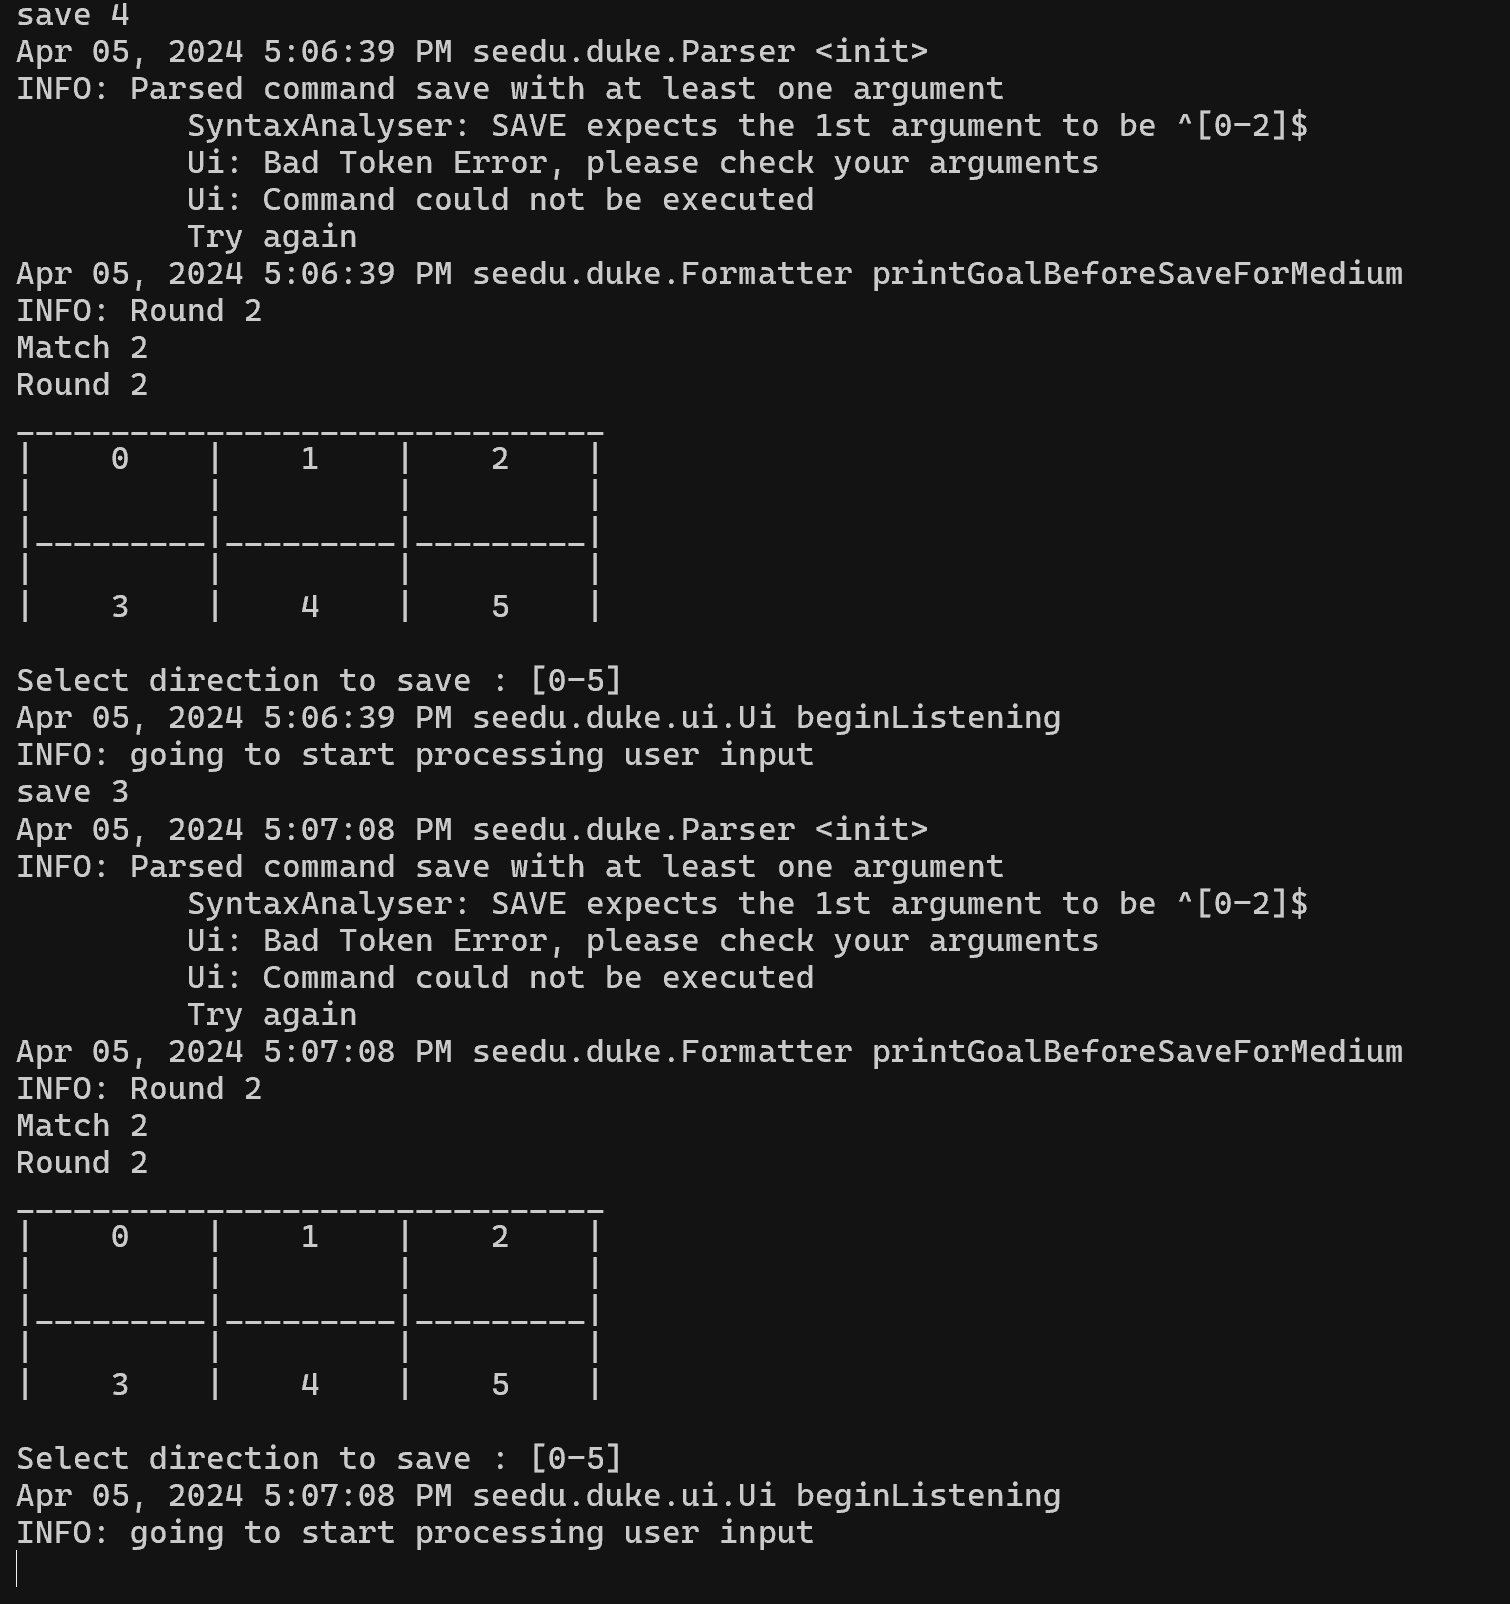 save 4
Apr 05, 2024 5:06:39 PM seedu.duke.Parser <init>
INFO: Parsed command save with at least one argument
SyntaxAnalyser: SAVE expects the 1st argument to be ^[0-2]$
Ui: Bad Token Error, please check your arguments
Ui: Command could not be executed
Try again
Apr 05, 2024 5:06:39 PM seedu.duke.Formatter printGoalBeforeSaveForMedium
INFO: Round 2
Match 2
Round 2
_______________________________
|    0    |    1    |    2    |
|         |         |         |
|_________|_________|_________|
|         |         |         |
|    3    |    4    |    5    |
Select direction to save : [0-5]
Apr 05, 2024 5:06:39 PM seedu.duke.ui.Ui beginListening
INFO: going to start processing user input
save 3
Apr 05, 2024 5:07:08 PM seedu.duke.Parser <init>
INFO: Parsed command save with at least one argument
SyntaxAnalyser: SAVE expects the 1st argument to be ^[0-2]$
Ui: Bad Token Error, please check your arguments
Ui: Command could not be executed
Try again
Apr 05, 2024 5:07:08 PM seedu.duke.Formatter printGoalBeforeSaveForMedium
INFO: Round 2
Match 2
Round 2
_______________________________
|    0    |    1    |    2    |
|         |         |         |
|_________|_________|_________|
|         |         |         |
|    3    |    4    |    5    |
Select direction to save : [0-5]
Apr 05, 2024 5:07:08 PM seedu.duke.ui.Ui beginListening
INFO: going to start processing user input